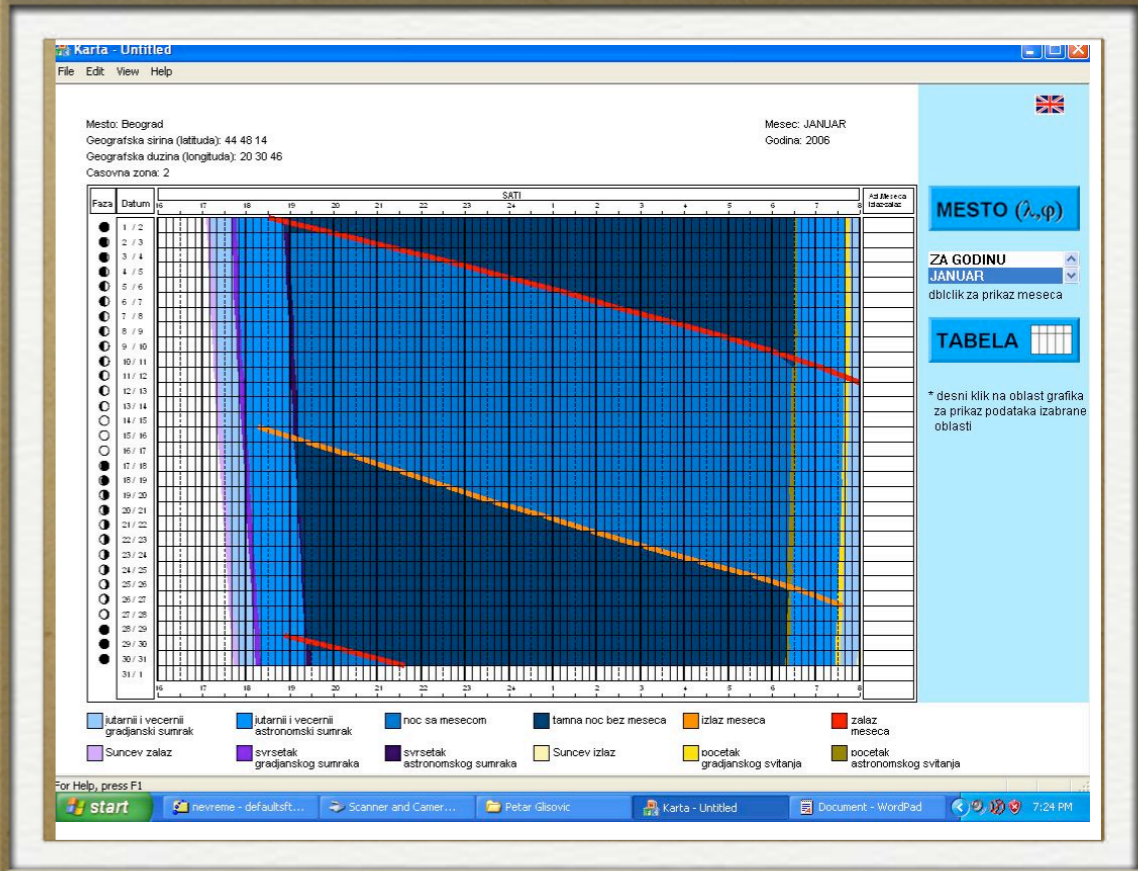 Karta - Untitled
File Edit View Help
Mesto: Beograd
Geografska sirina (latituda): 44 48 14
Geografska duzina (longituda): 20 30 46
Casovna zona: 2
Mesec: JANUAR
Godina: 2006
Faza Datum SATI
16 17 18 19 20 21 22 23 24 1 2 3 4 5 6 7 8
1 / 2
2 / 3
3 / 4
4 / 5
5 / 6
6 / 7
7 / 8
8 / 9
9 / 10
10 / 11
11 / 12
12 / 13
13 / 14
14 / 15
15 / 16
16 / 17
17 / 18
18 / 19
19 / 20
20 / 21
21 / 22
22 / 23
23 / 24
24 / 25
25 / 26
26 / 27
27 / 28
28 / 29
29 / 30
30 / 31
31 / 1
16 17 18 19 20 21 22 23 24 1 2 3 4 5 6 7 8
MESTO (λ,φ)
ZA GODINU
JANUAR
dblclik za prikaz meseca
TABELA
* desni klik na oblast grafika
za prikaz podataka izabrane
oblasti
jutarnii i vecernii
gradjanski sumrak
jutarnii i vecernii
astronomski sumrak
noc sa mesecom
tamna noc bez meseca
izlaz meseca
zalaz
meseca
Suncev zalaz
svrsetak
gradjanskog sumraka
svrsetak
astronomskog sumraka
Suncev izlaz
pocetak
gradjanskog svitanja
pocetak
astronomskog svitanja
For Help, press F1
start
nevreme - defaultsft...
Scanner and Camer...
Petar Glisovic
Karta - Untitled
Document - WordPad
7:24 PM